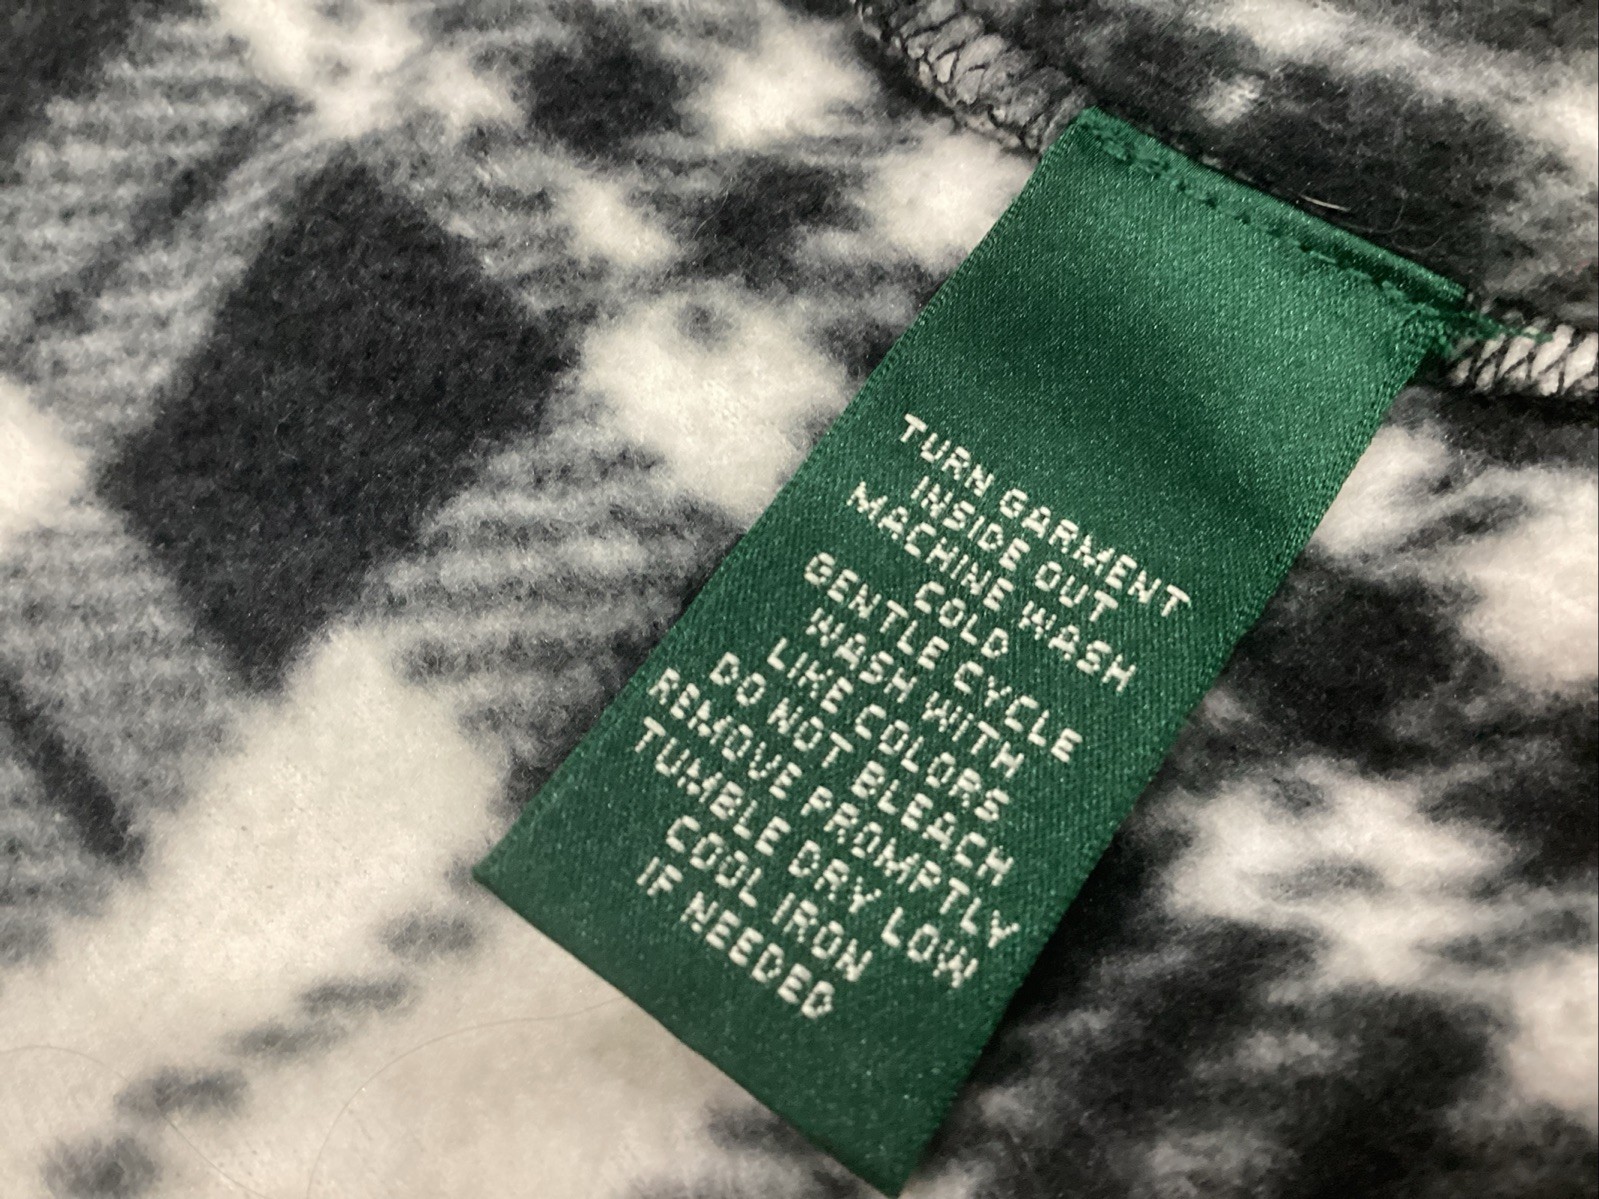 TURN GARMENT
INSIDE OUT
MACHINE WASH
COLD
GENTLE CYCLE
WASH WITH
LIKE COLORS
DO NOT BLEACH
REMOVE PROMPTLY
TUMBLE DRY LOW
COOL IRON
IF NEEDED